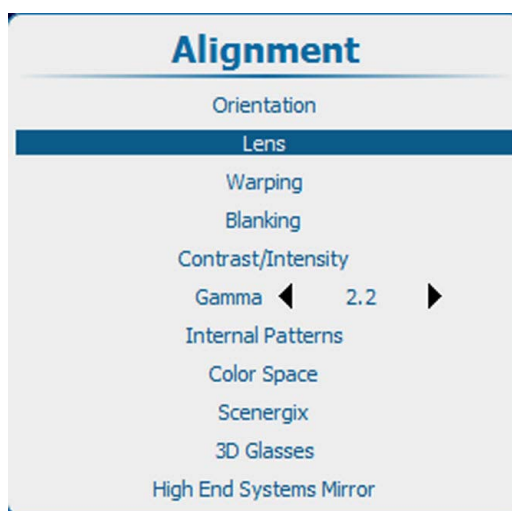 Alignment
Orientation
Lens
Warping
Blanking
Contrast/Intensity
Gamma 2.2
Internal Patterns
Color Space
Scenergix
3D Glasses
High End Systems Mirror